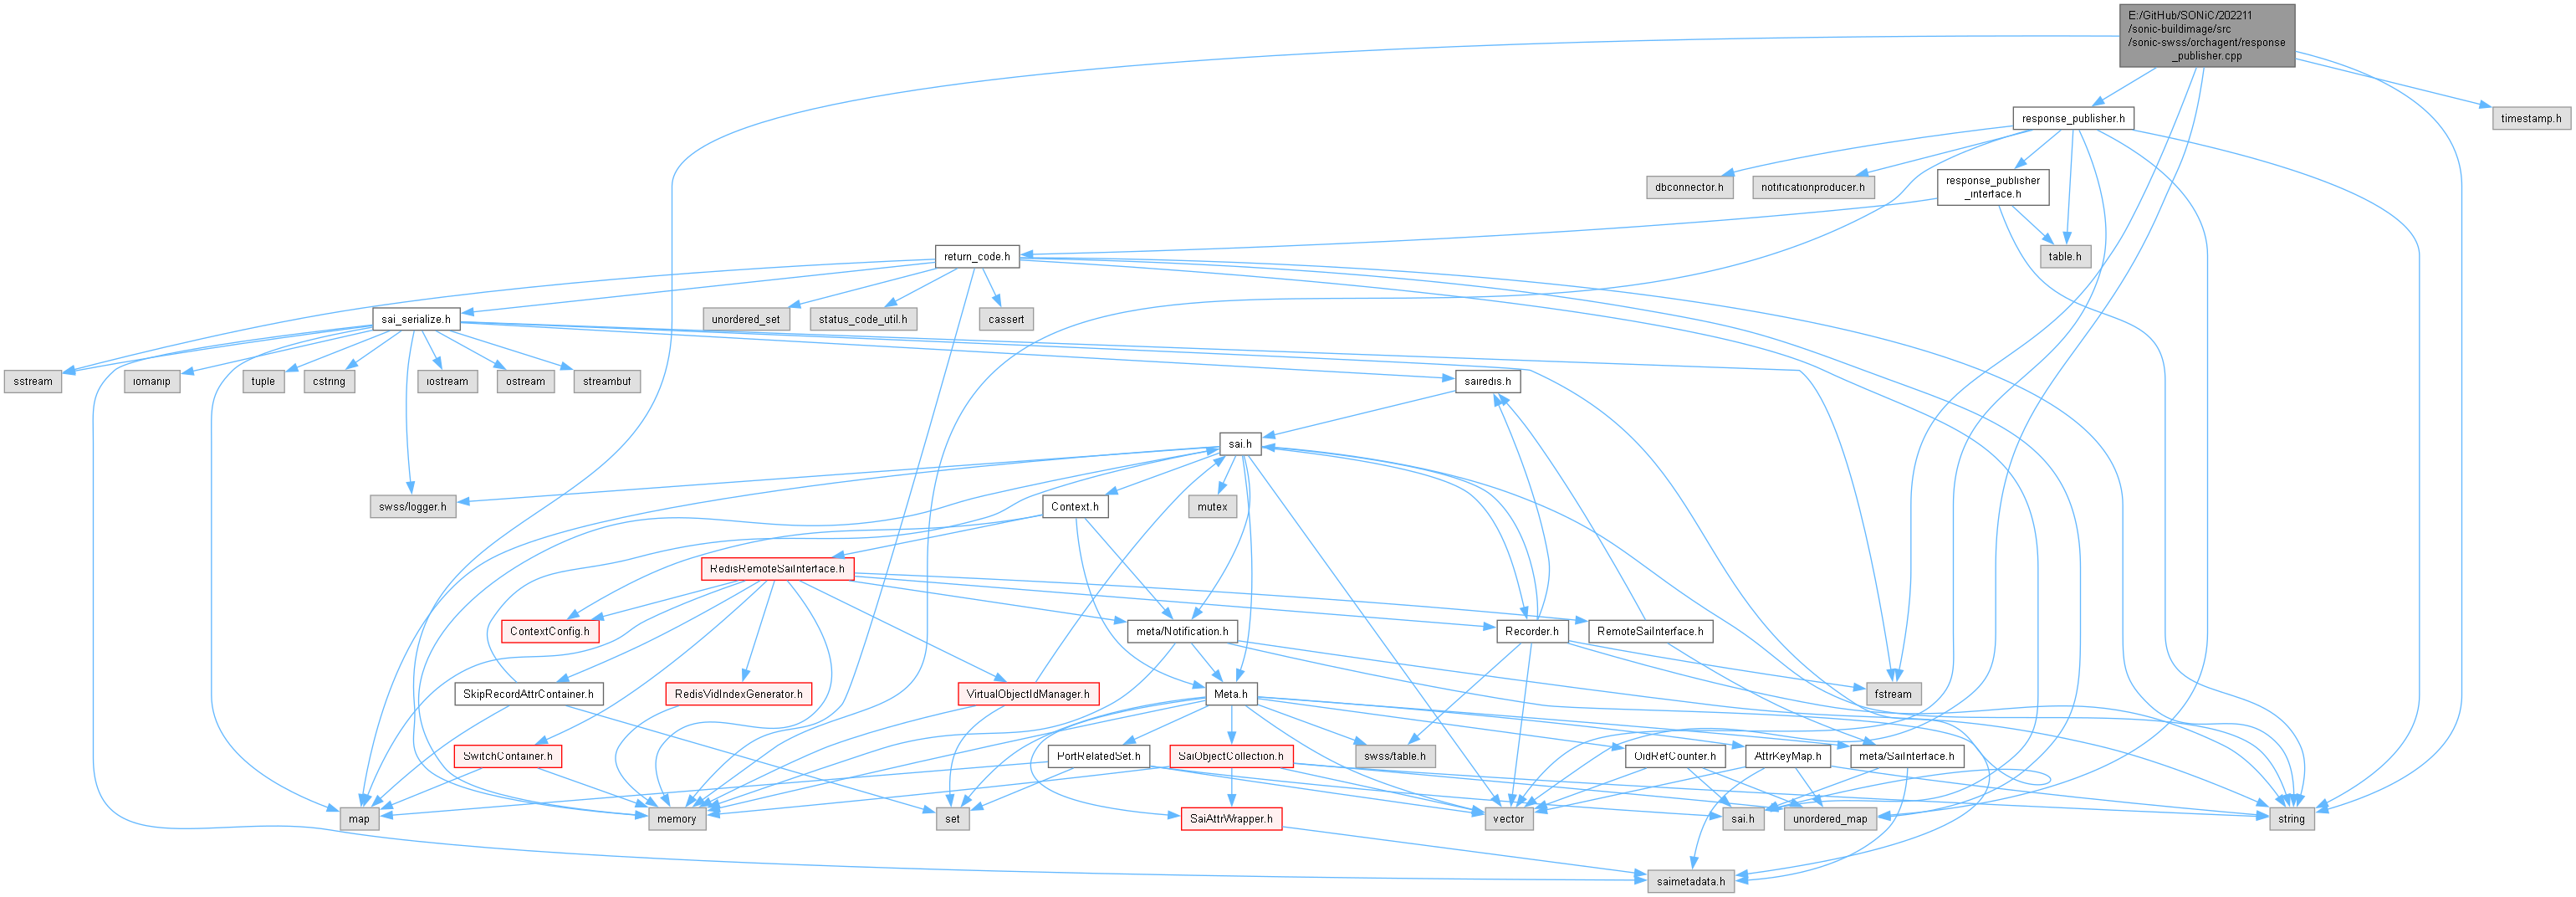 E:/GitHub/SONiC/202211
/sonic-buildimage/src
/sonic-swss/orchagent/response
_publisher.cpp
response_publisher.h
timestamp.h
dbconnector.h
notificationproducer.h
response_publisher
_interface.h
return_code.h
table.h
sai_serialize.h
unordered_set
status_code_util.h
cassert
sstream
iomanip
tuple
cstring
iostream
ostream
streambuf
sairedis.h
sai.h
swss/logger.h
Context.h
mutex
RedisRemoteSaiInterface.h
ContextConfig.h
meta/Notification.h
Recorder.h
RemoteSaiInterface.h
SkipRecordAttrContainer.h
RedisVidIndexGenerator.h
VirtualObjectIdManager.h
Meta.h
fstream
SwitchContainer.h
PortRelatedSet.h
SaiObjectCollection.h
swss/table.h
OidRefCounter.h
AttrKeyMap.h
meta/SaiInterface.h
map
memory
set
SaiAttrWrapper.h
vector
sai.h
unordered_map
string
saimetadata.h